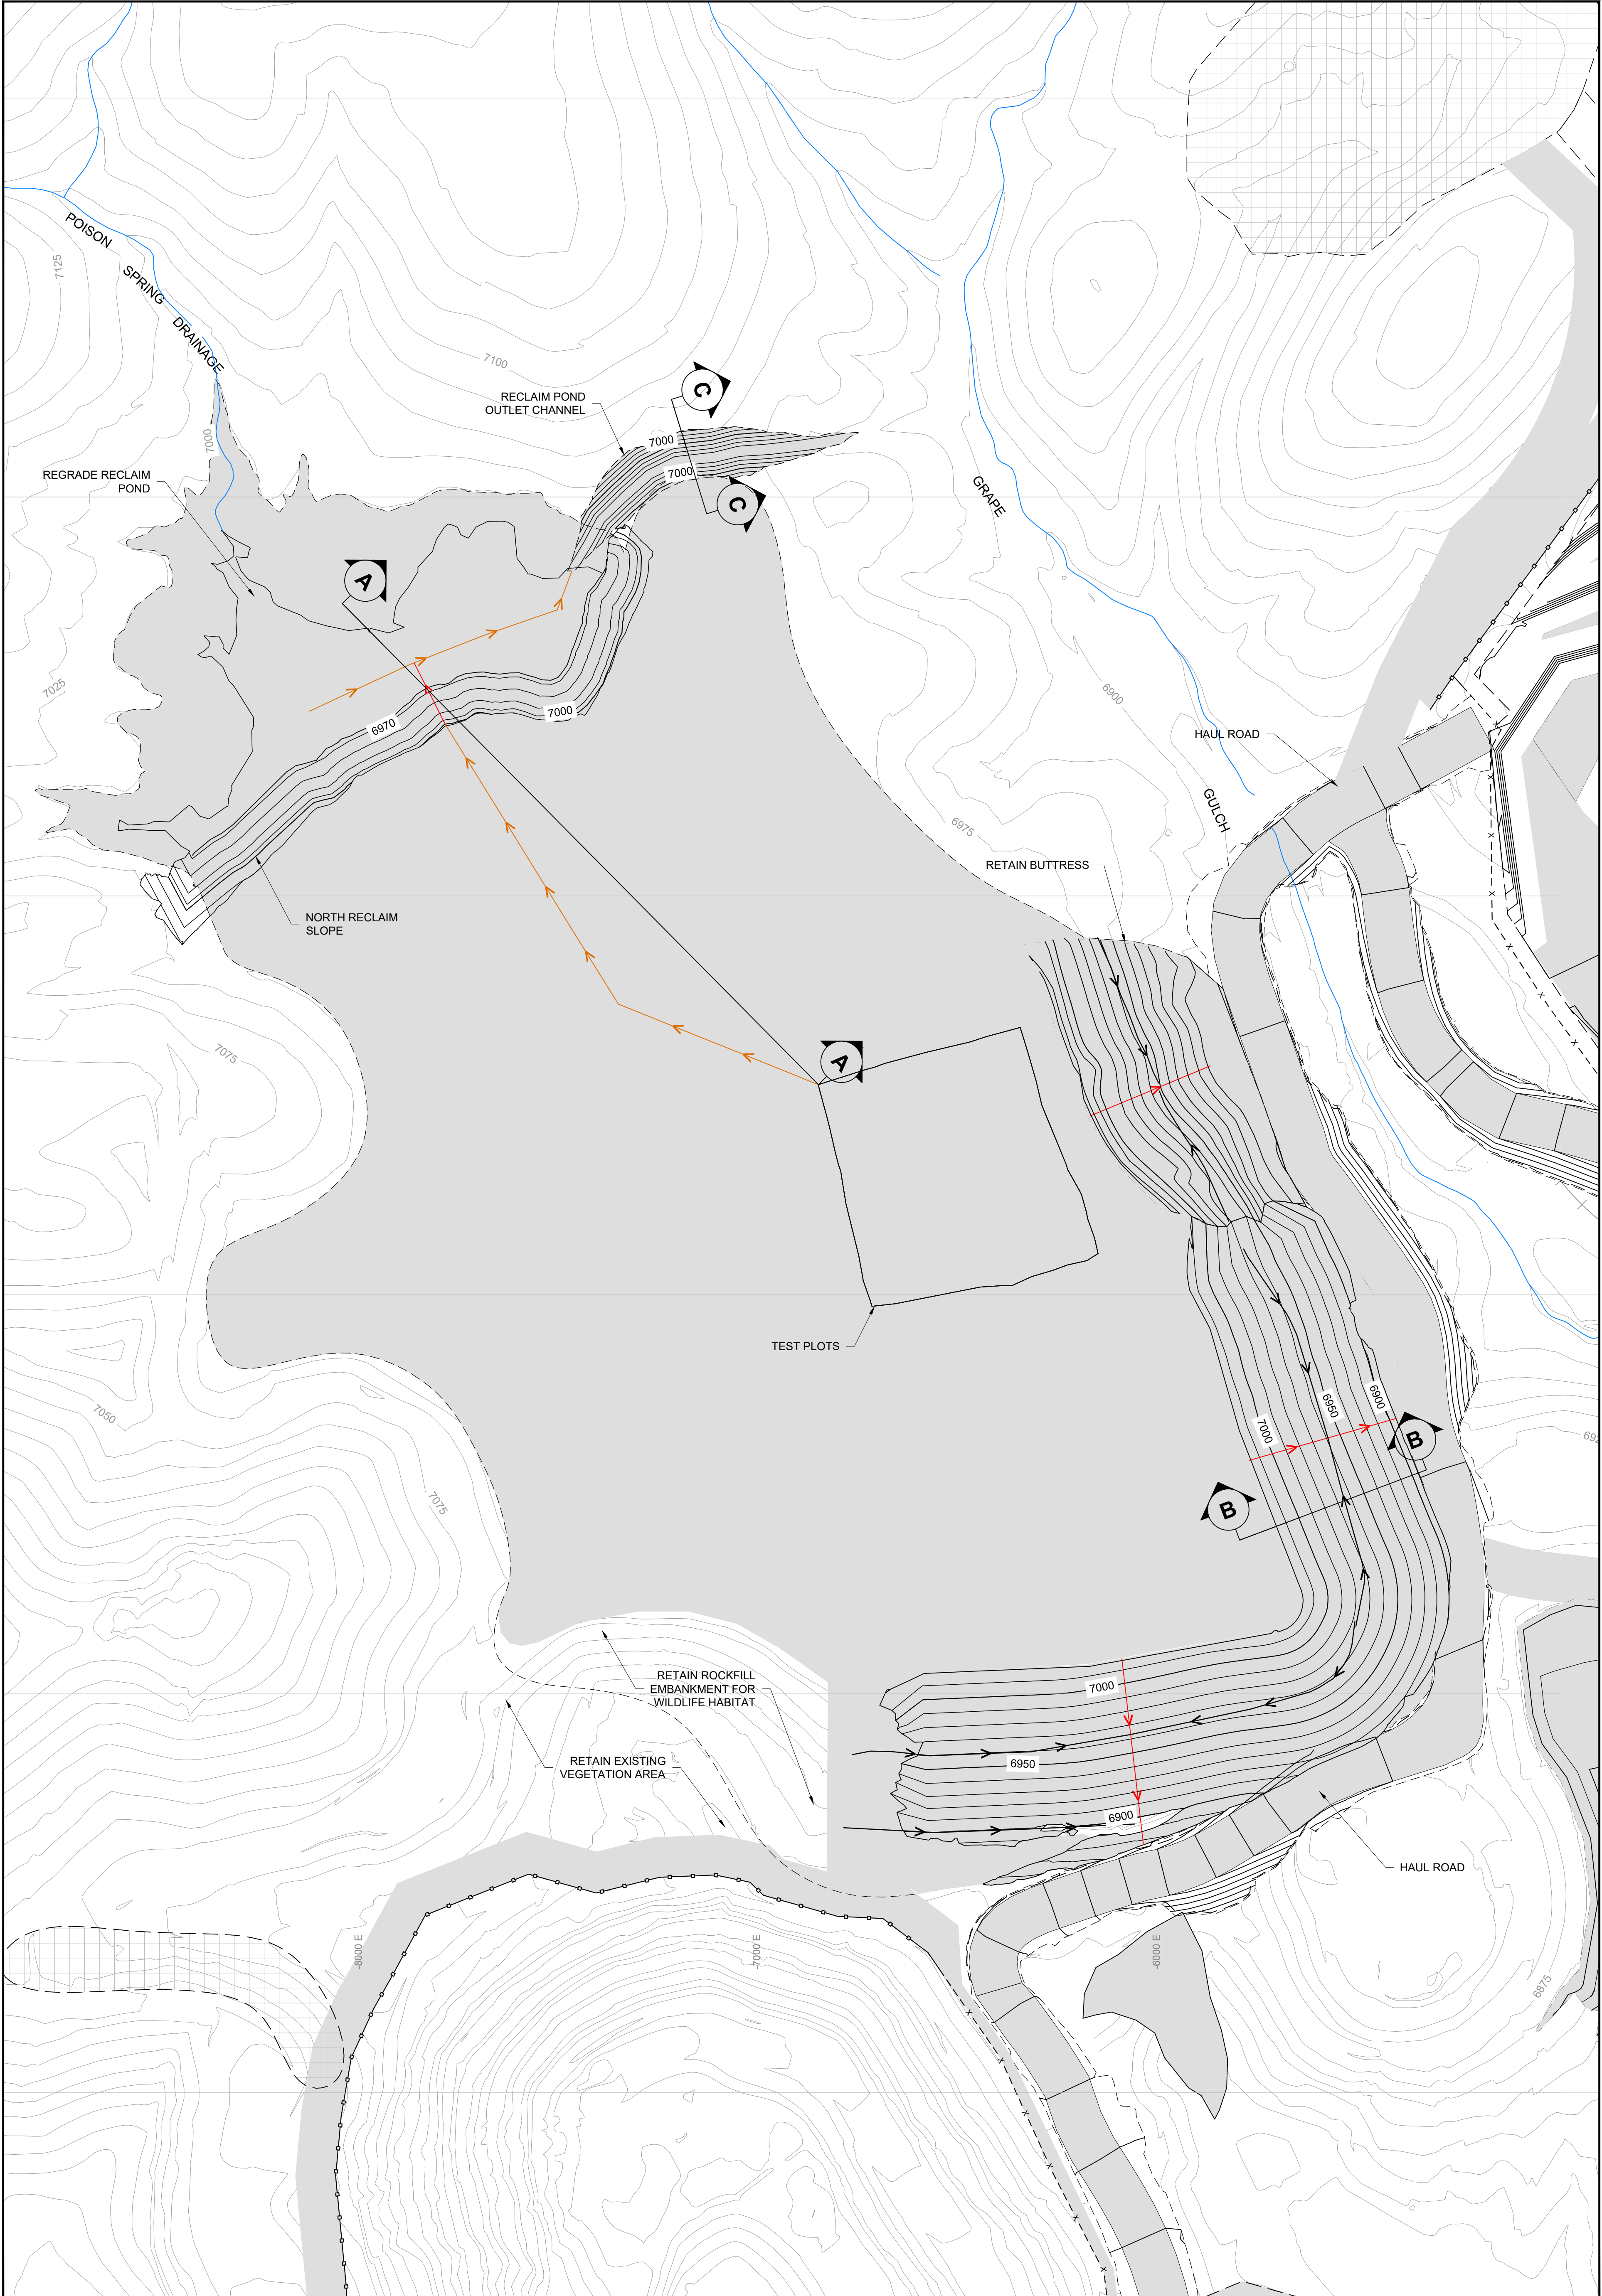 POISON
SPRING
DRAINAGE
7125
7000
7100
RECLAIM POND
OUTLET CHANNEL
C
7000
7000
C
REGRADE RECLAIM
POND
GRAPE
A
7025
6970
7000
6900
HAUL ROAD
GULCH
6975
RETAIN BUTTRESS
NORTH RECLAIM
SLOPE
7075
A
TEST PLOTS
7050
7000
6950
6900
B
B
7075
RETAIN ROCKFILL
EMBANKMENT FOR
WILDLIFE HABITAT
7000
RETAIN EXISTING
VEGETATION AREA
6950
6900
HAUL ROAD
-8000 E
-7000 E
-6000 E
6875